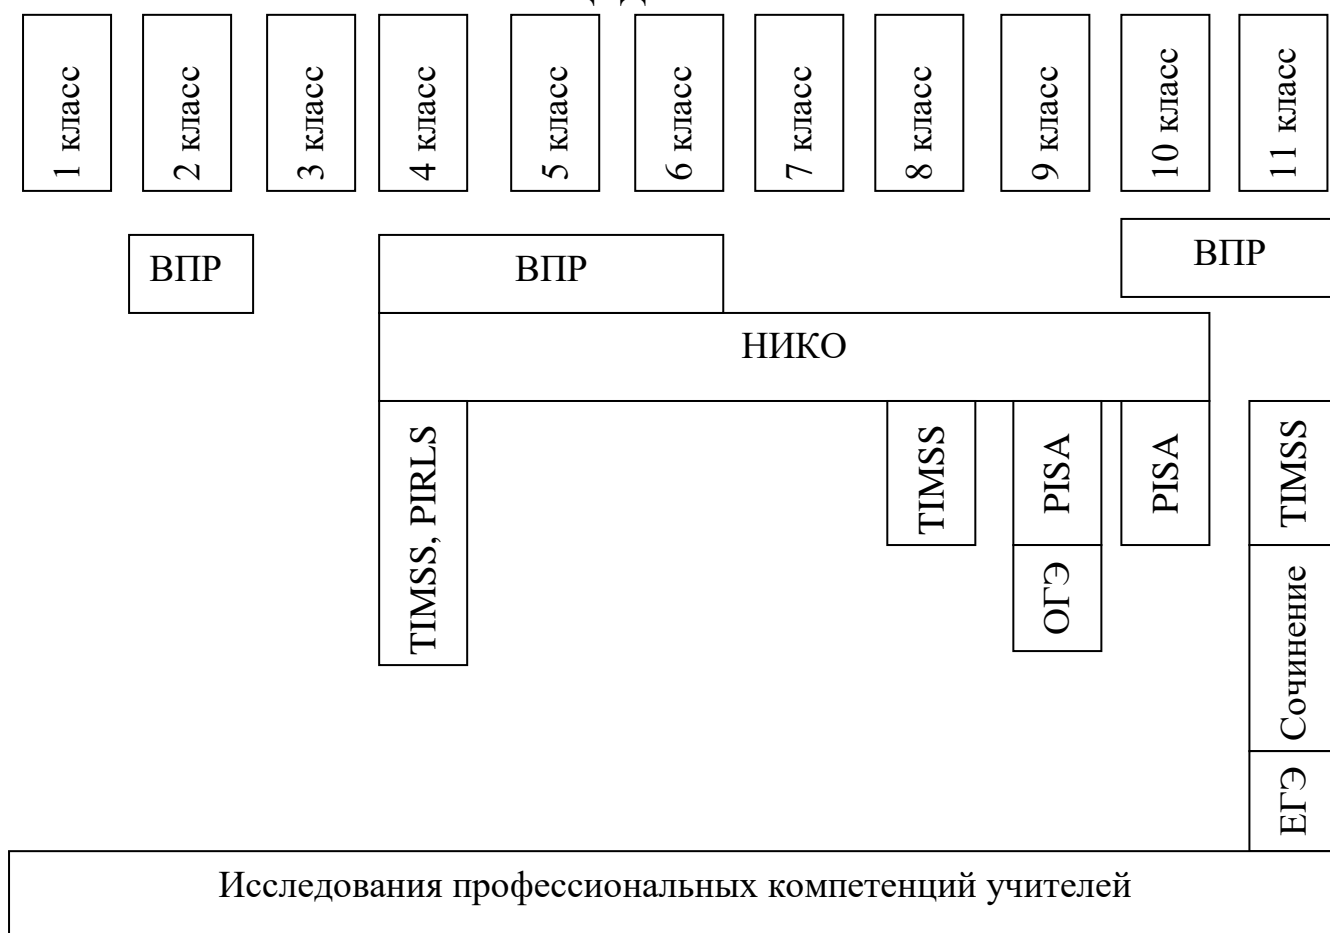 1 класс
2 класс
3 класс
4 класс
5 класс
6 класс
7 класс
8 класс
9 класс
10 класс
11 класс
ВПР
ВПР
ВПР
НИКО
TIMSS, PIRLS
TIMSS
PISA
PISA
TIMSS
ОГЭ
Сочинение
ЕГЭ
Исследования профессиональных компетенций учителей